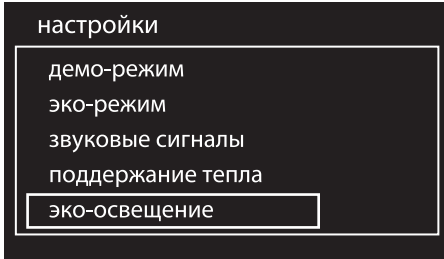 настройки
демо-режим
эко-режим
звуковые сигналы
поддержание тепла
эко-освещение